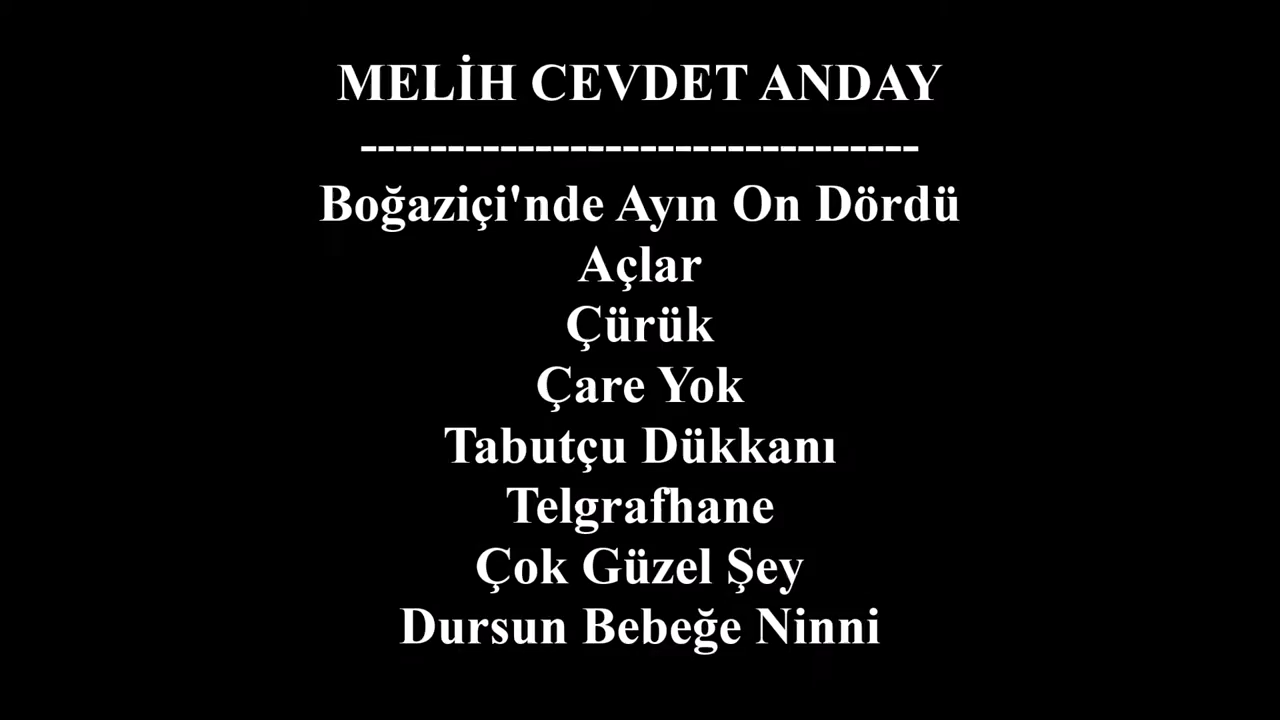 MELİH CEVDET ANDAY
--------------------------------
Boğaziçi'nde Ayın On Dördü
Açlar
Çürük
Çare Yok
Tabutçu Dükkanı
Telgrafhane
Çok Güzel Şey
Dursun Bebeğe Ninni